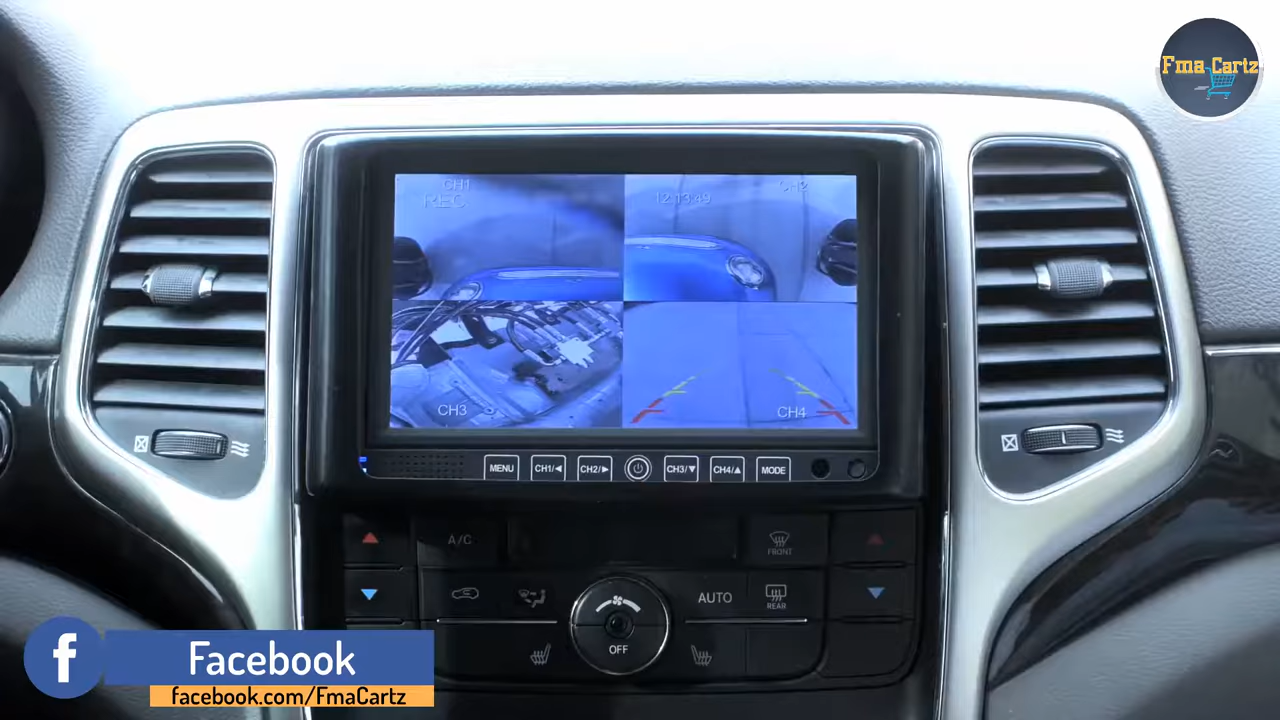 Fma Cartz
CH1
REC
12:13:49
CH2
CH3
CH4
MENU
CH1/◀
CH2/▶
CH3/▼
CH4/▲
MODE
A/C
FRONT
AUTO
REAR
OFF
Facebook
facebook.com/FmaCartz